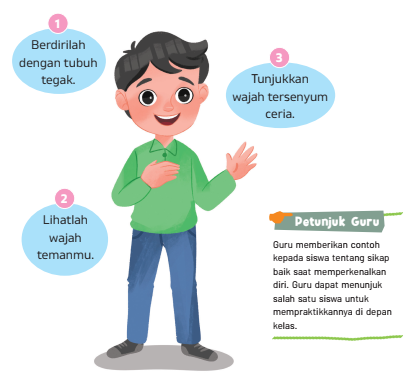 1
Berdirilah
dengan tubuh
tegak.
3
Tunjukkan
wajah tersenyum
ceria.
2
Lihatlah
wajah
temanmu.
Petunjuk Guru
Guru memberikan contoh
kepada siswa tentang sikap
baik saat memperkenalkan
diri. Guru dapat menunjuk
salah satu siswa untuk
mempraktikkannya di depan
kelas.